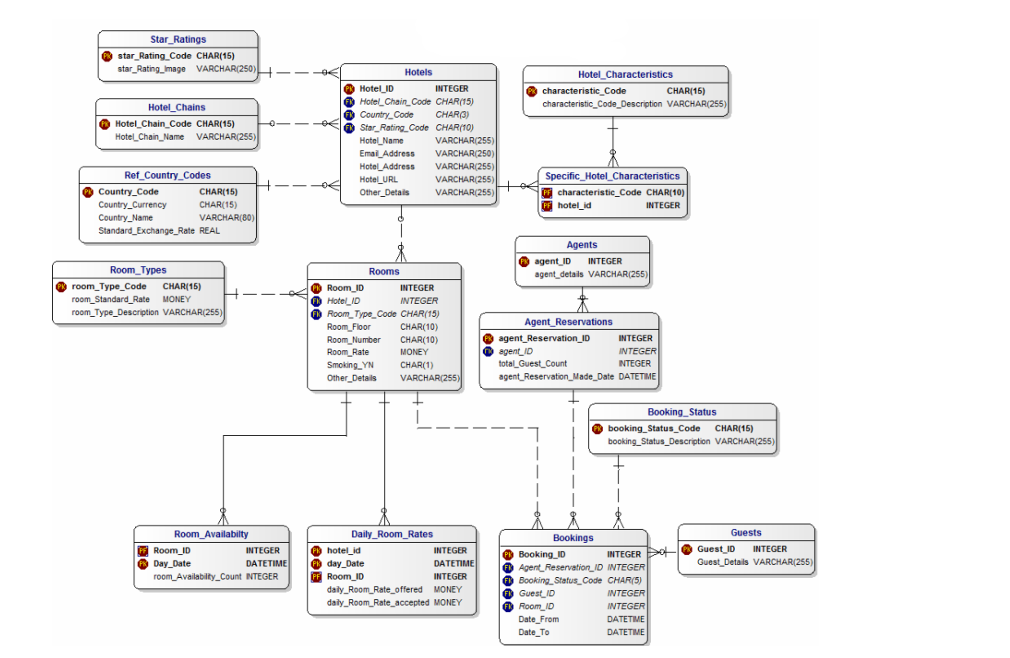 Star_Ratings
PK star_Rating_Code CHAR(15)
star_Rating_Image VARCHAR(250)
Hotel_Chains
PK Hotel_Chain_Code CHAR(15)
Hotel_Chain_Name VARCHAR(255)
Ref_Country_Codes
PK Country_Code CHAR(15)
Country_Currency CHAR(15)
Country_Name VARCHAR(80)
Standard_Exchange_Rate REAL
Hotels
PK Hotel_ID INTEGER
FK Hotel_Chain_Code CHAR(15)
FK Country_Code CHAR(3)
FK Star_Rating_Code CHAR(10)
Hotel_Name VARCHAR(255)
Email_Address VARCHAR(250)
Hotel_Address VARCHAR(255)
Hotel_URL VARCHAR(255)
Other_Details VARCHAR(255)
Hotel_Characteristics
PK characteristic_Code CHAR(15)
characteristic_Code_Description VARCHAR(255)
Specific_Hotel_Characteristics
PF characteristic_Code CHAR(10)
PF hotel_id INTEGER
Room_Types
PK room_Type_Code CHAR(15)
room_Standard_Rate MONEY
room_Type_Description VARCHAR(255)
Rooms
PK Room_ID INTEGER
FK Hotel_ID INTEGER
FK Room_Type_Code CHAR(15)
Room_Floor CHAR(10)
Room_Number CHAR(10)
Room_Rate MONEY
Smoking_YN CHAR(1)
Other_Details VARCHAR(255)
Agents
PK agent_ID INTEGER
agent_details VARCHAR(255)
Agent_Reservations
PK agent_Reservation_ID INTEGER
FK agent_ID INTEGER
total_Guest_Count INTEGER
agent_Reservation_Made_Date DATETIME
Booking_Status
PK booking_Status_Code CHAR(15)
booking_Status_Description VARCHAR(255)
Room_Availabilty
PF Room_ID INTEGER
PK Day_Date DATETIME
room_Availability_Count INTEGER
Daily_Room_Rates
PK hotel_id INTEGER
PK day_Date DATETIME
PF Room_ID INTEGER
daily_Room_Rate_offered MONEY
daily_Room_Rate_accepted MONEY
Bookings
PK Booking_ID INTEGER
FK Agent_Reservation_ID INTEGER
FK Booking_Status_Code CHAR(5)
FK Guest_ID INTEGER
FK Room_ID INTEGER
Date_From DATETIME
Date_To DATETIME
Guests
PK Guest_ID INTEGER
Guest_Details VARCHAR(255)